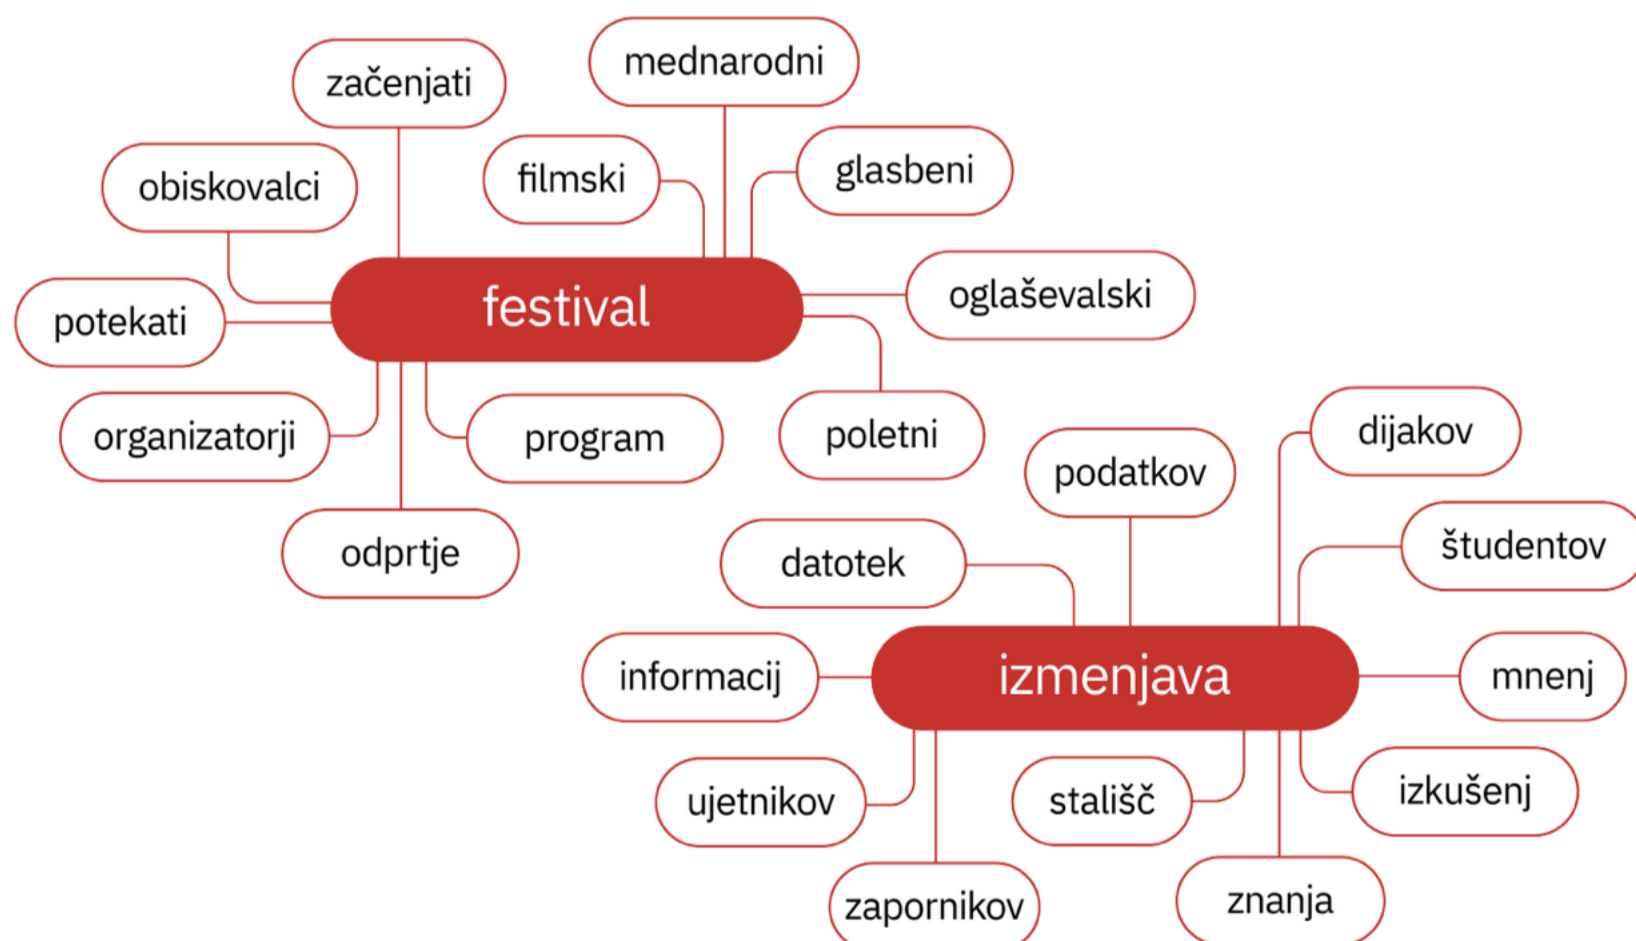 mednarodni
začenjati
filmski
glasbeni
obiskovalci
oglaševalski
festival
potekati
organizatorji
program
poletni
dijakov
podatkov
odprtje
datotek
študentov
informacij
izmenjava
mnenj
ujetnikov
stališč
izkušenj
zapornikov
znanja